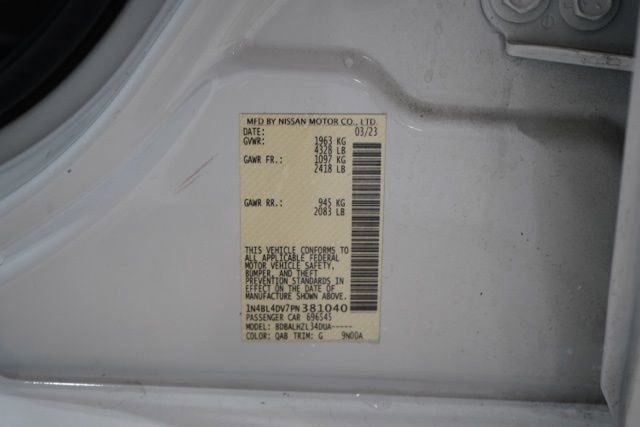 MFD BY NISSAN MOTOR CO., LTD.
DATE: 03/23
GVWR: 1963 KG
4328 LB
GAWR FR.: 1097 KG
2418 LB
GAWR RR.: 945 KG
2083 LB
THIS VEHICLE CONFORMS TO
ALL APPLICABLE FEDERAL
MOTOR VEHICLE SAFETY,
BUMPER, AND THEFT
PREVENTION STANDARDS IN
EFFECT ON THE DATE OF
MANUFACTURE SHOWN ABOVE.
1N4BL4DV7PN381040
PASSENGER CAR 696545
MODEL: BDBALHZL34DUA-----
COLOR: QAB TRIM: G 9N00A